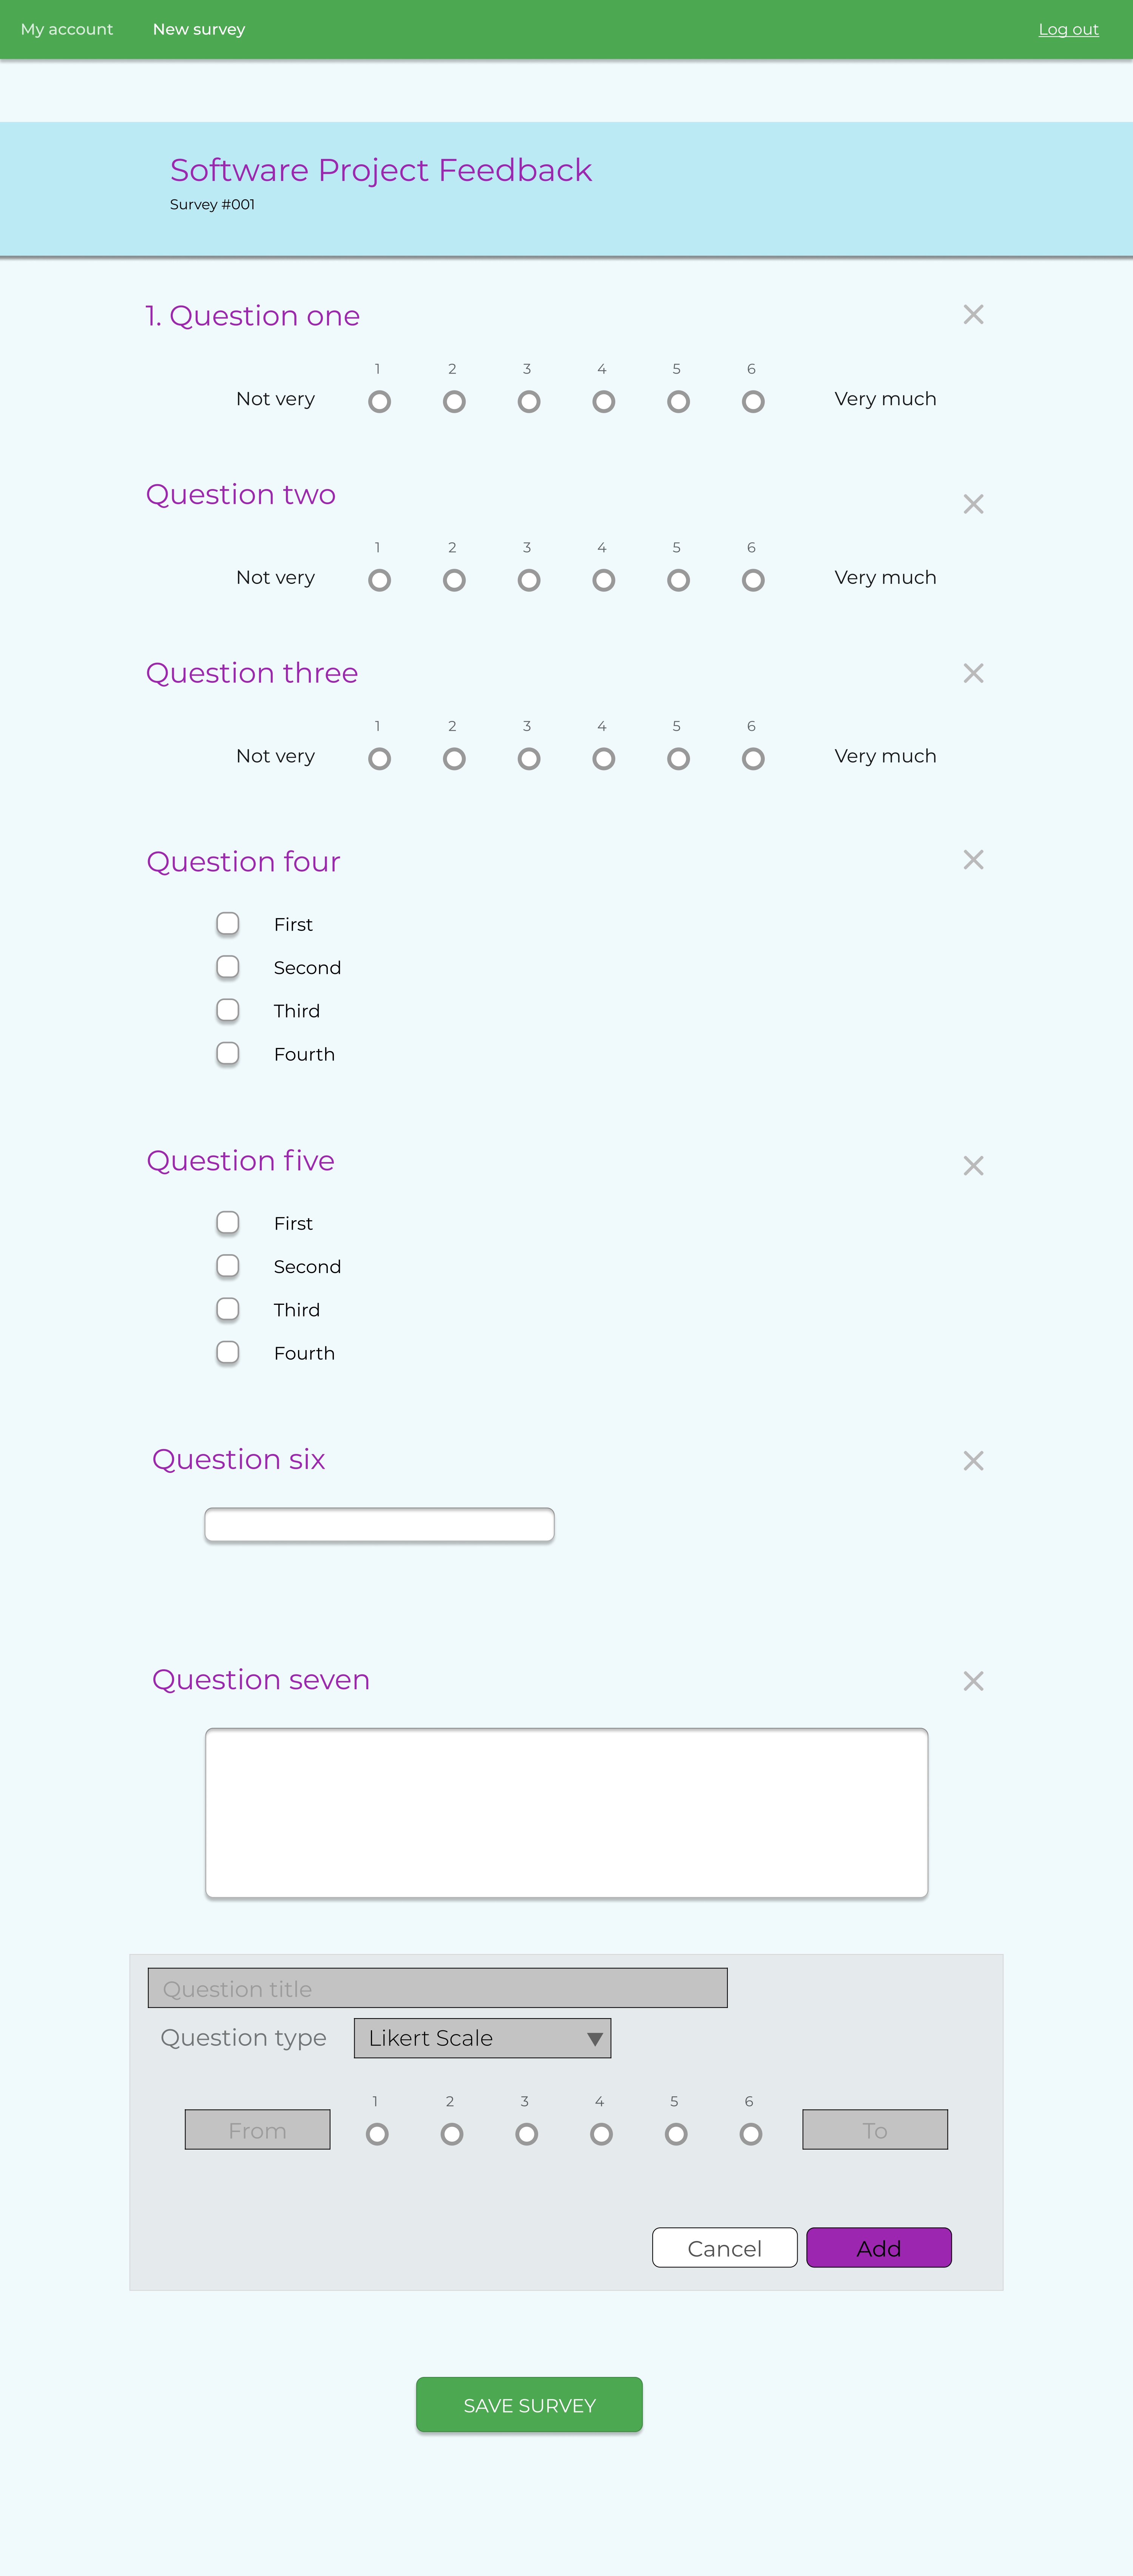 My account New survey Log out
Software Project Feedback
Survey #001
1. Question one
1 2 3 4 5 6
Not very Very much
Question two
1 2 3 4 5 6
Not very Very much
Question three
1 2 3 4 5 6
Not very Very much
Question four
First
Second
Third
Fourth
Question five
First
Second
Third
Fourth
Question six
Question seven
Question title
Question type Likert Scale
1 2 3 4 5 6
From To
Cancel Add
SAVE SURVEY